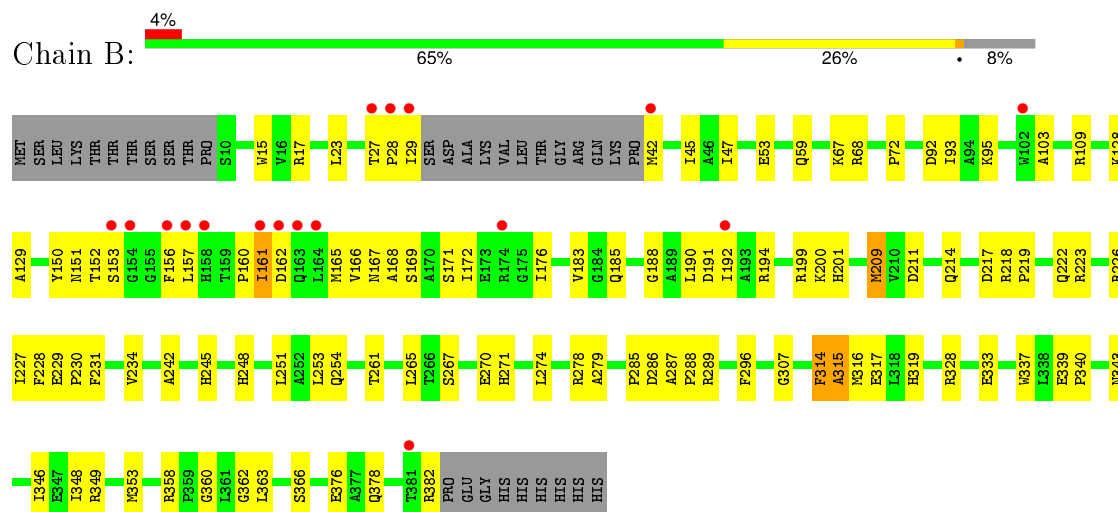 4%
Chain B:
65% 26% • 8%
MET SER LEU LYS THR THR THR SER SER THR PRO S10 W15 V16 R17 L23 T27 P28 I29 SER ASP ALA LYS VAL LEU THR GLY ARG GLN LYS PRO M42 I45 A46 I47 E53 Q59 K67 R68 P72 D92 I93 A94 K95 W102 A103 R109 K128
A129 Y150 N151 T152 S153 G154 G155 F156 L157 H158 T159 P160 I161 D162 Q163 L164 M165 V166 N167 A168 S169 A170 S171 I172 E173 R174 G175 I176 V183 G184 Q185 G188 A189 L190 D191 I192 A193 R194 R199 K200 H201 M209 V210 D211 Q214 D217 R218 P219 Q222 R223 R226
I227 F228 E229 P230 F231 V234 A242 H245 H248 L251 A252 L253 Q254 T261 L265 T266 S267 E270 H271 L274 R278 A279 P285 D286 A287 P288 R289 F296 G307 F314 A315 M316 E317 L318 H319 R328 E333 W337 L338 E339 P340 N343
I346 E347 I348 R349 M353 R358 P359 G360 L361 G362 L363 S366 E376 A377 Q378 T381 R382 PRO GLU GLY HIS HIS HIS HIS HIS HIS